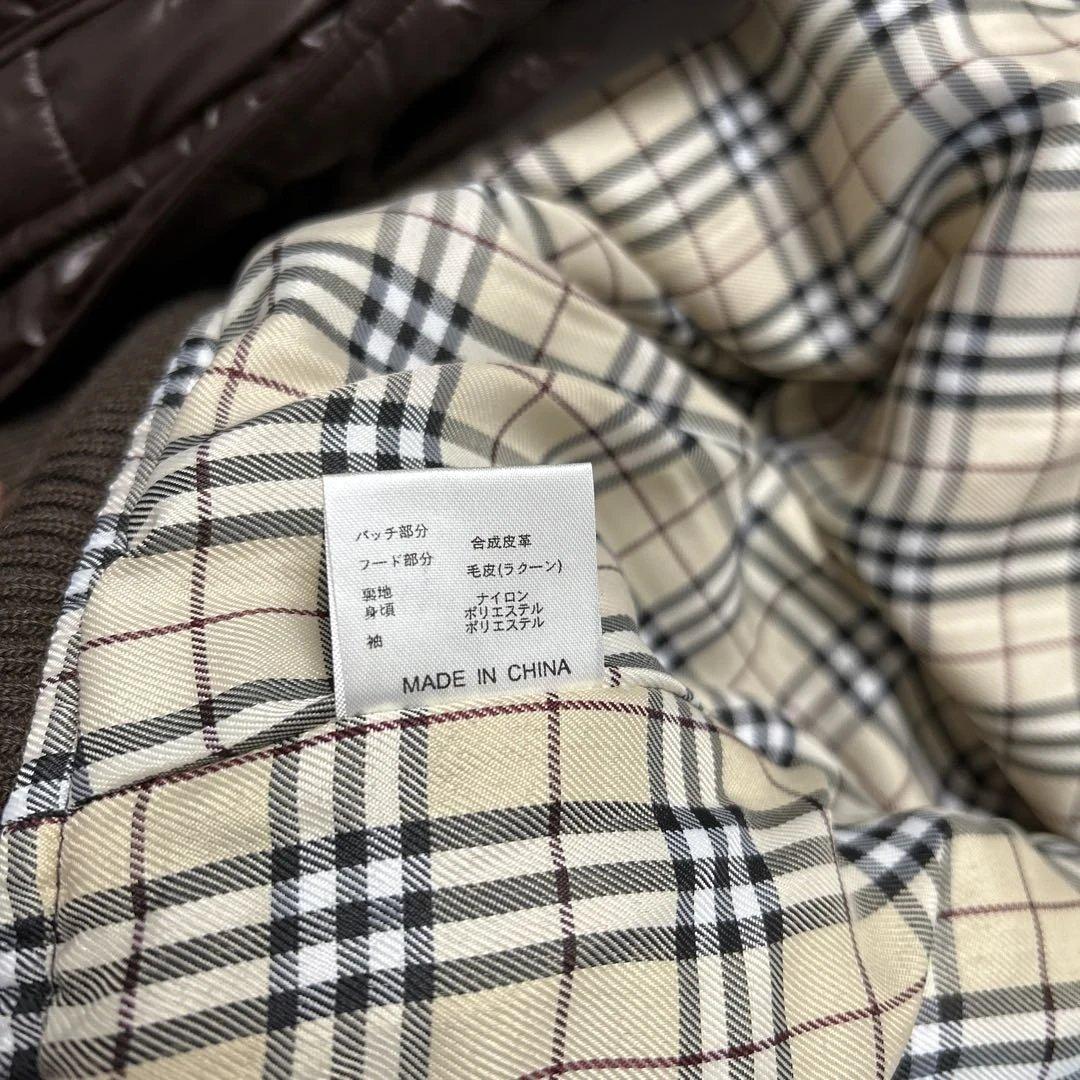 パッチ部分 合成皮革
フード部分 毛皮(ラクーン)
裏地 ナイロン
身頃 ポリエステル
袖 ポリエステル
MADE IN CHINA